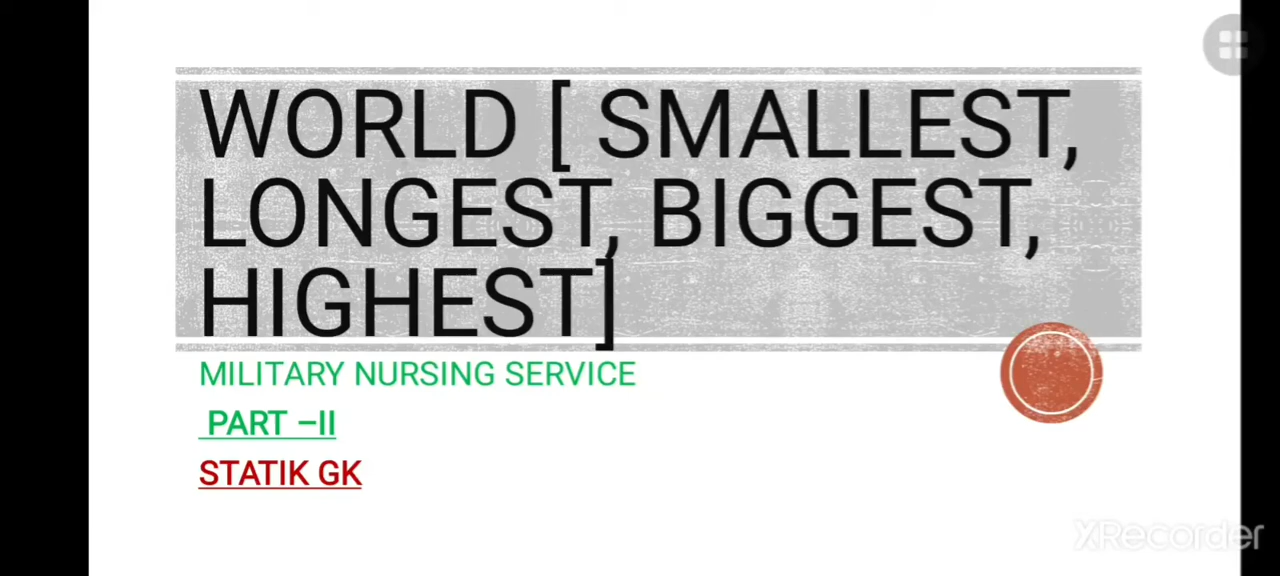 WORLD [ SMALLEST,
LONGEST, BIGGEST,
HIGHEST]
MILITARY NURSING SERVICE
PART –II
STATIK GK
XRecorder